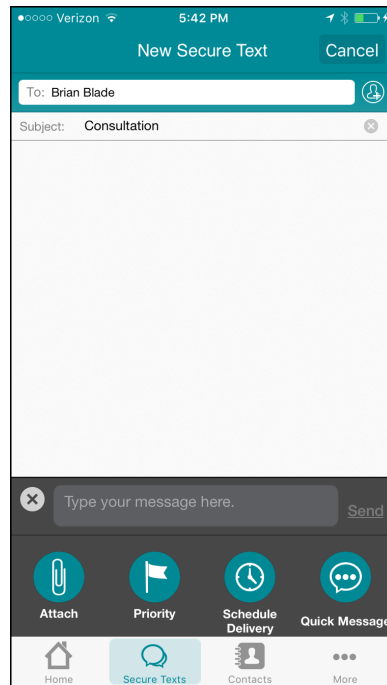 Verizon 5:42 PM
New Secure Text Cancel
To: Brian Blade
Subject: Consultation
Type your message here.
Send
Attach Priority Schedule Delivery Quick Message
Home Secure Texts Contacts More